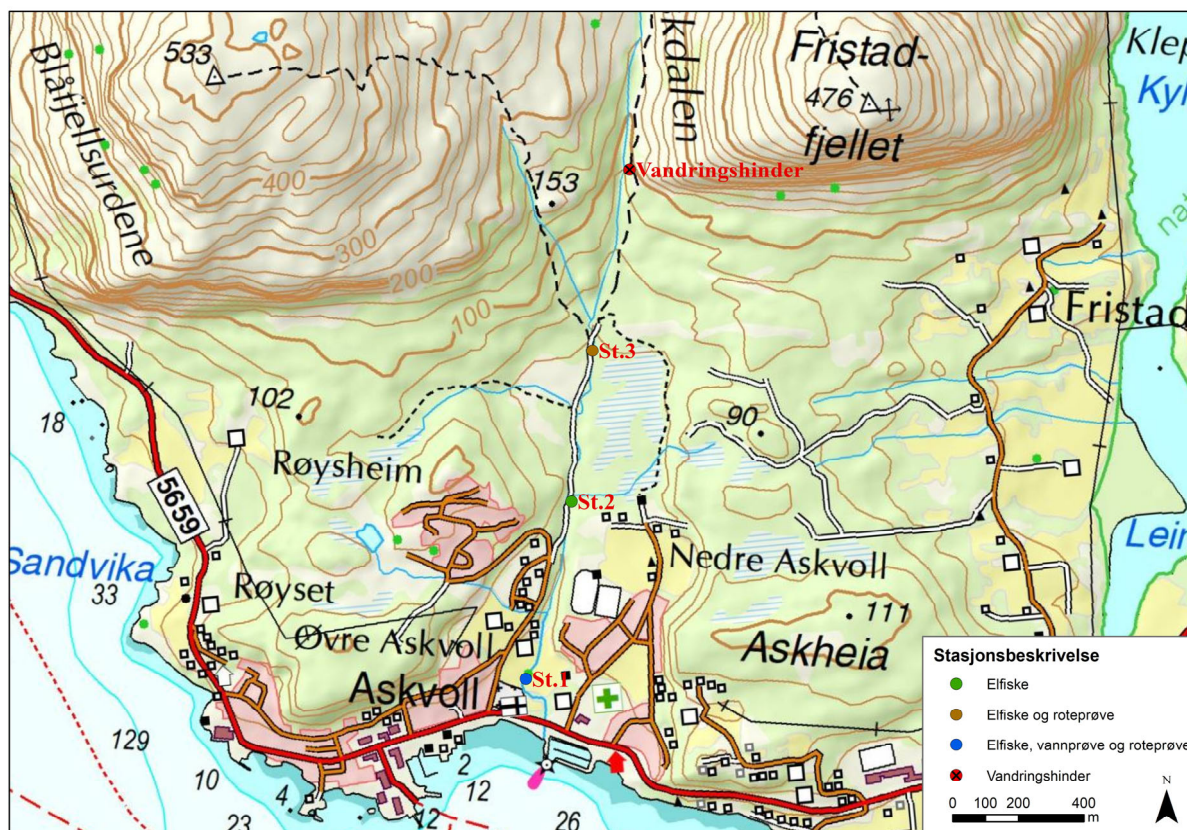 533
Blåfjellsurdene
kdalen
Fristad-
476
fjellet
Klep
Kyl
400
153
Vandringshinder
300
200
100
Fristad
St.3
102
90
18
Røysheim
5659
St.2
Sandvika
33
Røyset
Nedre Askvoll
Lein
Øvre Askvoll
111
Askheia
Askvoll
St.1
129
10
2
4
12
12
23
26
Stasjonsbeskrivelse
Elfiske
Elfiske og roteprøve
Elfiske, vannprøve og roteprøve
Vandringshinder
N
0 100 200 400
m